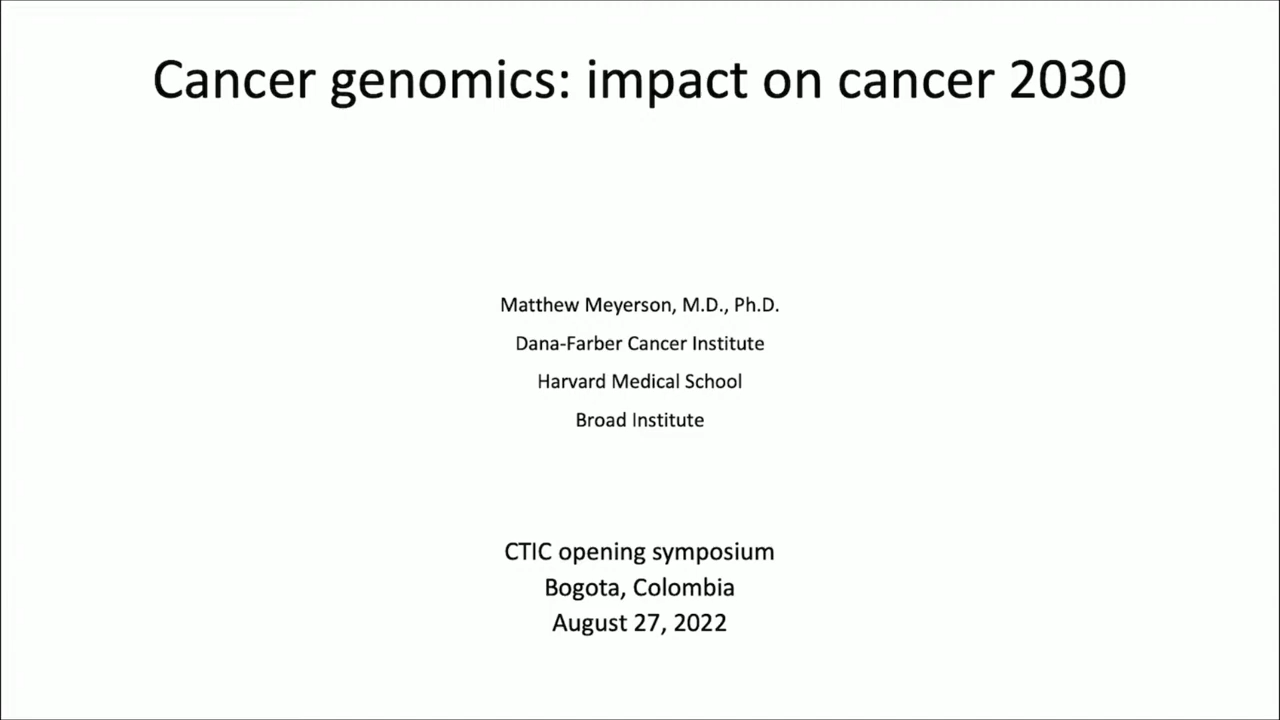 Cancer genomics: impact on cancer 2030
Matthew Meyerson, M.D., Ph.D.
Dana-Farber Cancer Institute
Harvard Medical School
Broad Institute
CTIC opening symposium
Bogota, Colombia
August 27, 2022